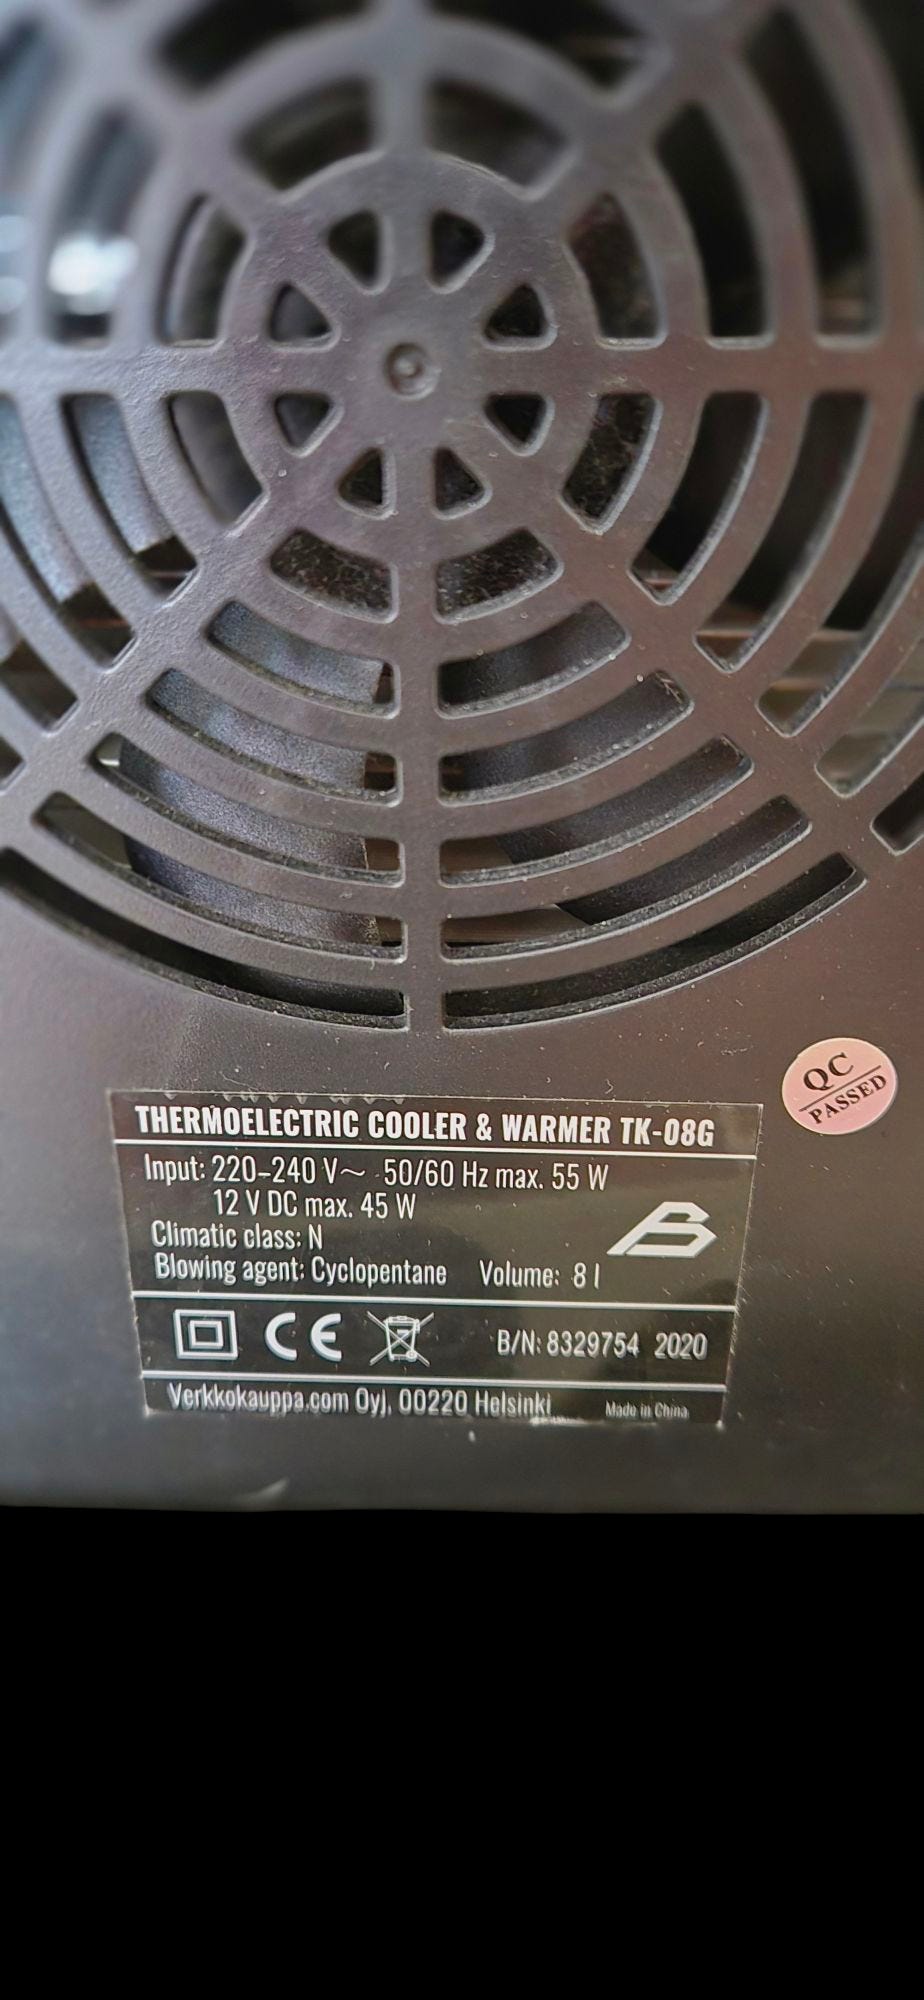 QC
PASSED
THERMOELECTRIC COOLER & WARMER TK-08G
Input: 220-240 V~ 50/60 Hz max. 55 W
12 V DC max. 45 W
Climatic class: N
Blowing agent: Cyclopentane Volume: 8 l
CE B/N: 8329754 2020
Verkkokauppa.com Oyj, 00220 Helsinki Made in China